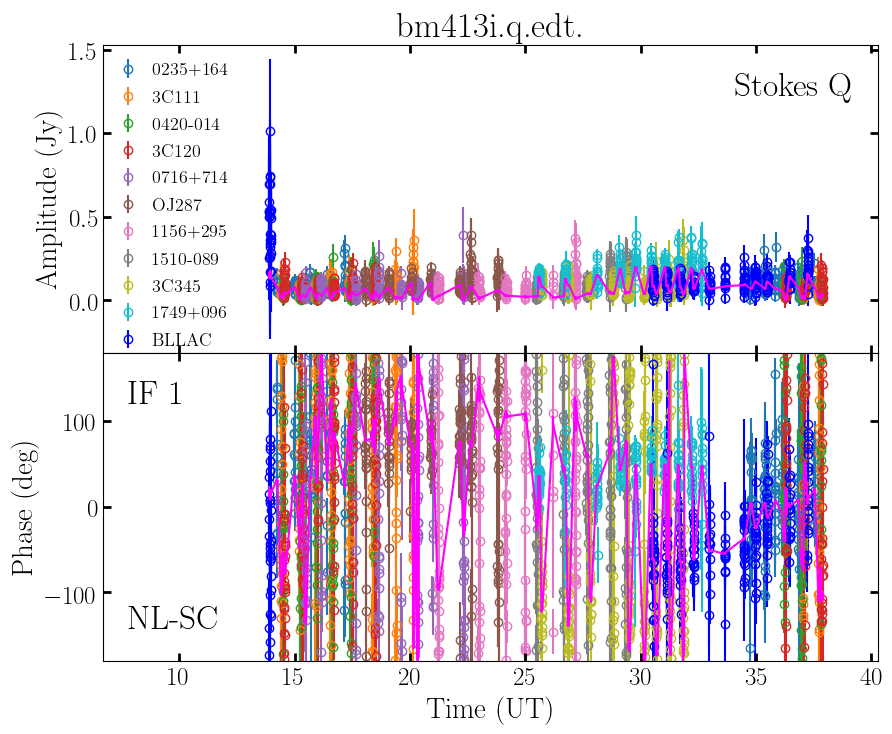 bm413i.q.edt.
Stokes Q
Amplitude (Jy)
1.5
1.0
0.5
0.0
0235+164
3C111
0420-014
3C120
0716+714
OJ287
1156+295
1510-089
3C345
1749+096
BLLAC
IF 1
NL-SC
Phase (deg)
100
0
−100
10
15
20
25
30
35
40
Time (UT)